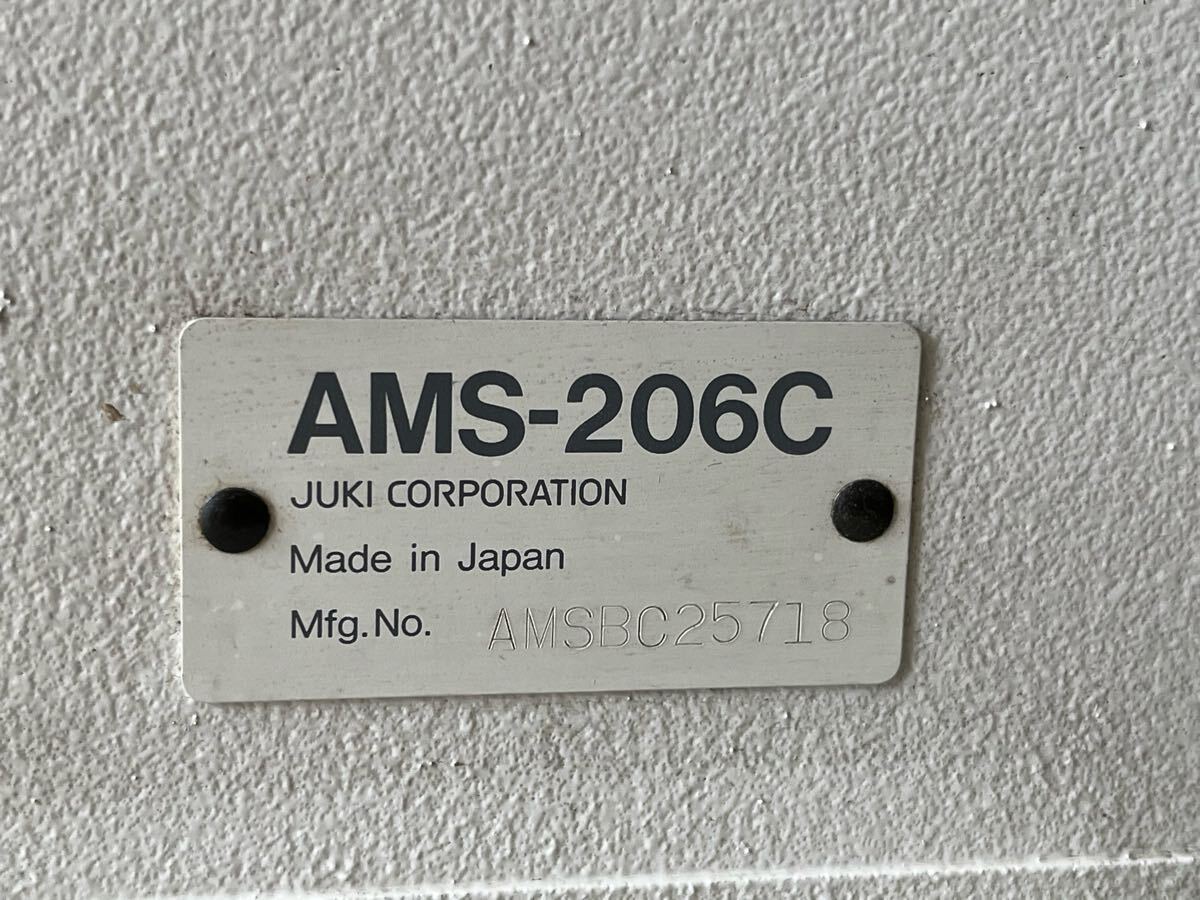 AMS-206C
JUKI CORPORATION
Made in Japan
Mfg.No. AMSBC25718